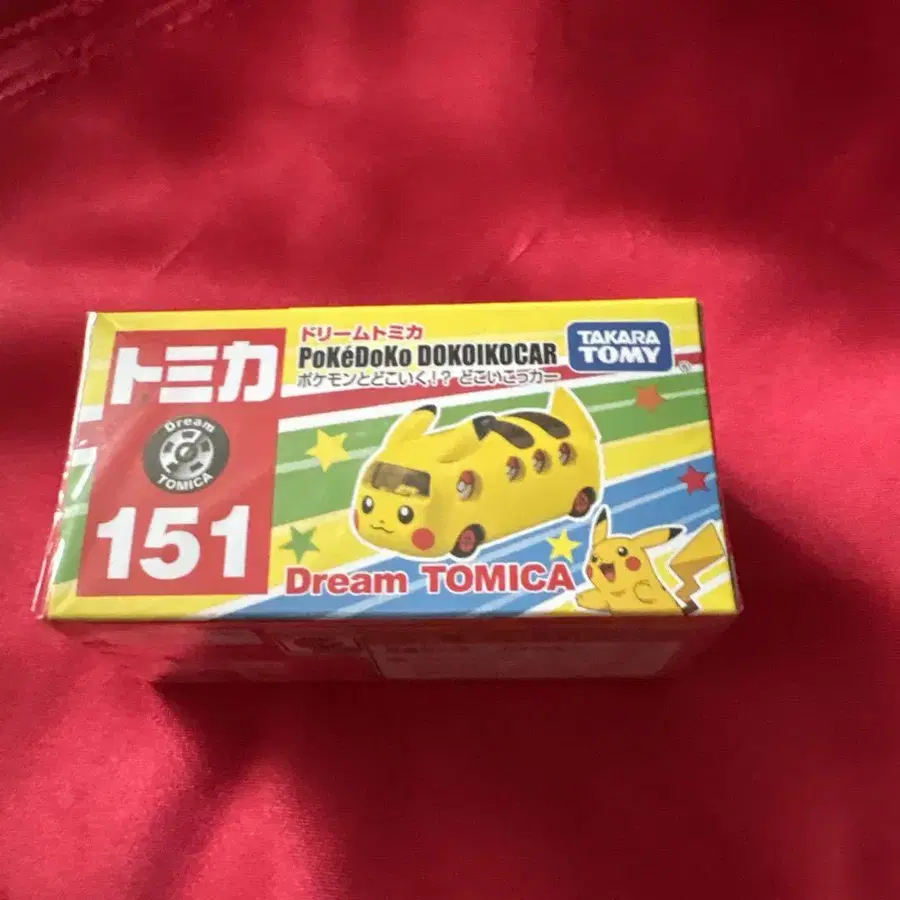 トミカ
Dream
TOMICA
151
ドリームトミカ
PoKéDoKo DOKOIKOCAR
ポケモンとどこいく!? どこいこうカー
TAKARA
TOMY
®
Dream TOMICA